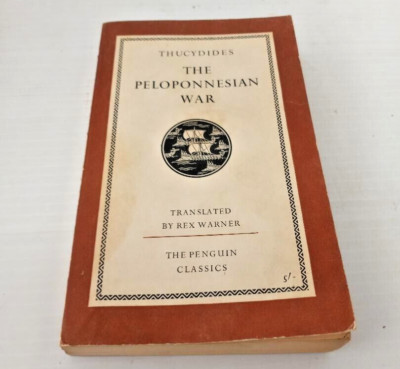 THUCYDIDES
THE
PELOPONNESIAN
WAR
TRANSLATED
BY REX WARNER
THE PENGUIN
CLASSICS
5/-